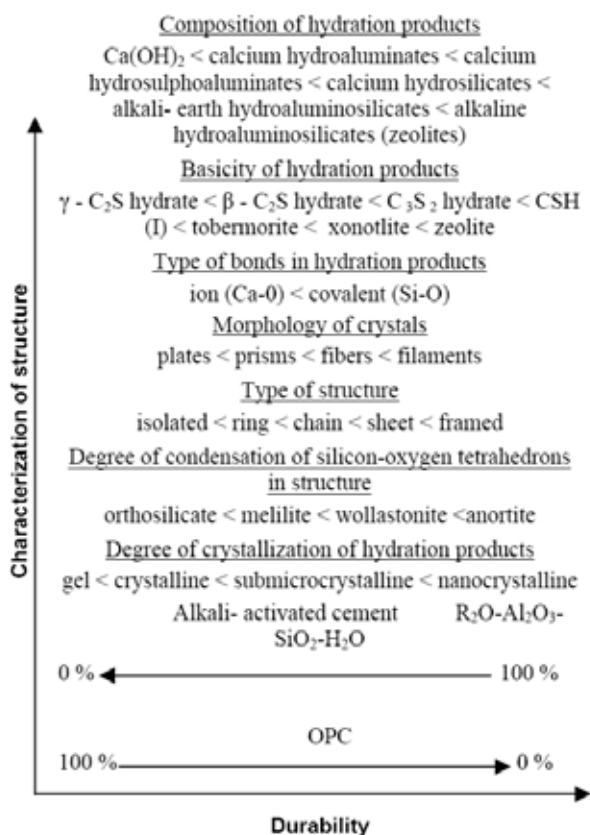 Composition of hydration products
Ca(OH)₂ < calcium hydroaluminates < calcium
hydrosulphoaluminates < calcium hydrosilicates <
alkali- earth hydroaluminosilicates < alkaline
hydroaluminosilicates (zeolites)
Basicity of hydration products
γ - C₂S hydrate < β - C₂S hydrate < C ₃S ₂ hydrate < CSH
(I) < tobermorite < xonotlite < zeolite
Type of bonds in hydration products
ion (Ca-0) < covalent (Si-O)
Morphology of crystals
plates < prisms < fibers < filaments
Type of structure
isolated < ring < chain < sheet < framed
Degree of condensation of silicon-oxygen tetrahedrons
in structure
orthosilicate < melilite < wollastonite <anortite
Degree of crystallization of hydration products
gel < crystalline < submicrocrystalline < nanocrystalline
Alkali- activated cement R₂O-Al₂O₃-
SiO₂-H₂O
0 % 100 %
OPC
100 % 0 %
Characterization of structure
Durability